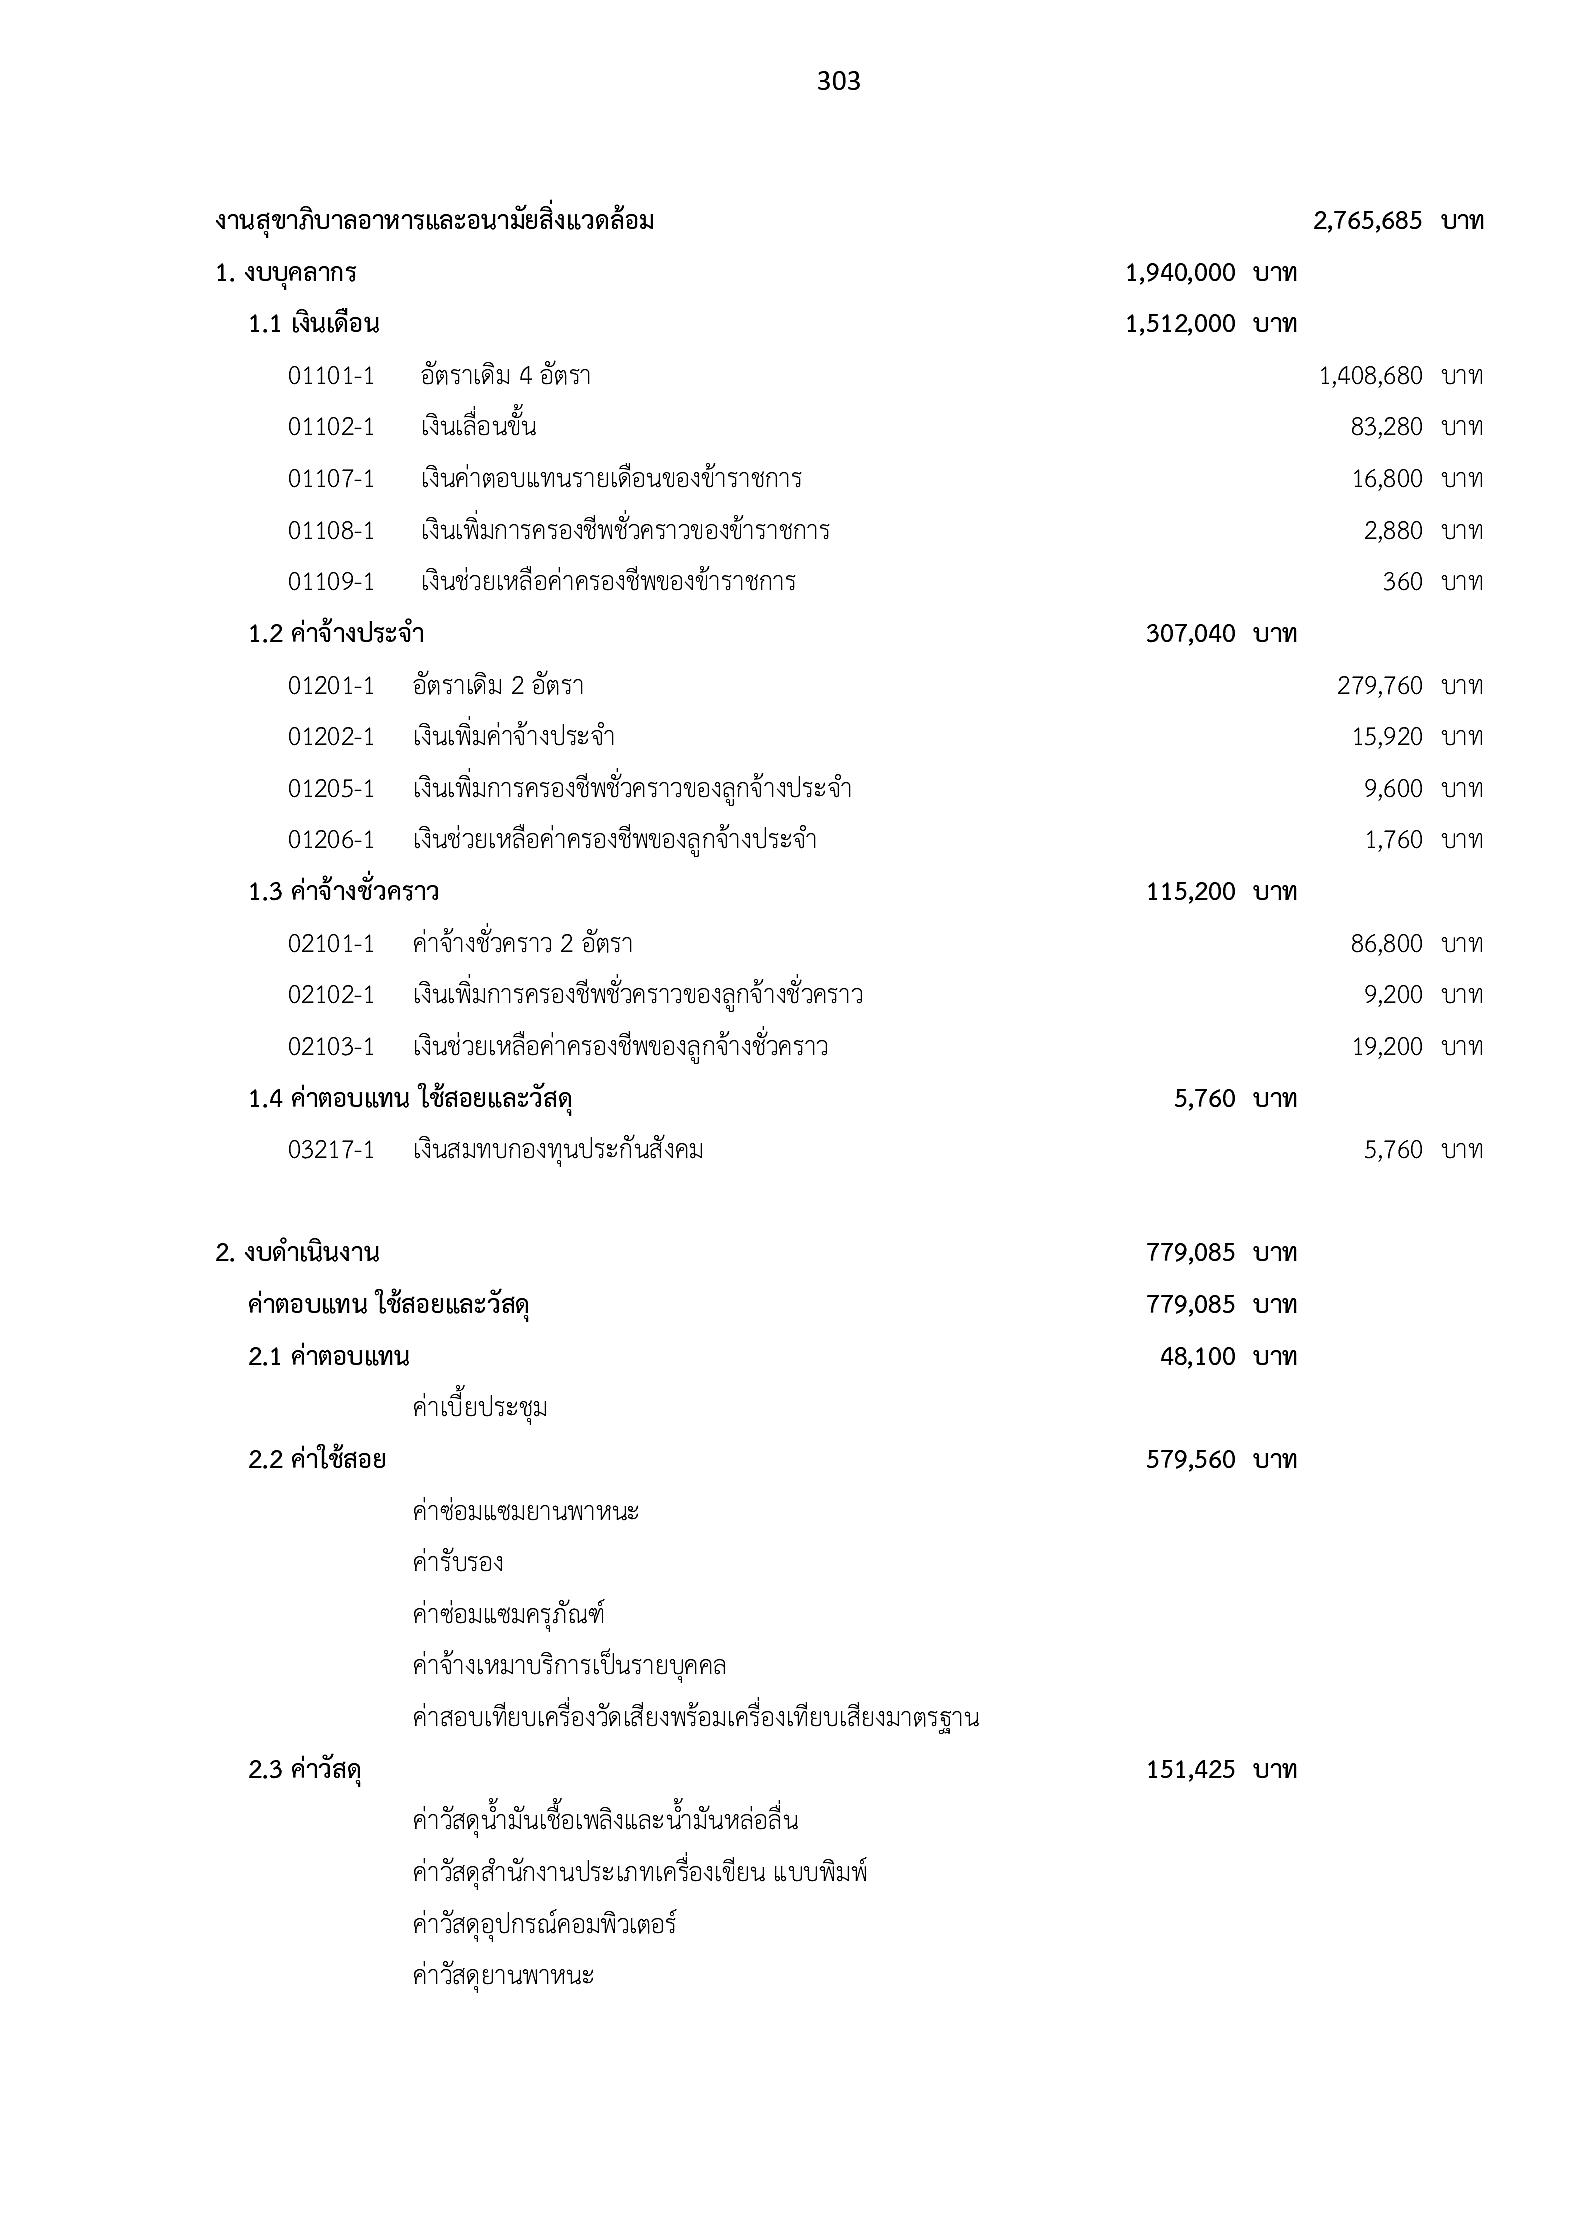 303
งานสุขาภิบาลอาหารและอนามัยสิ่งแวดล้อม 2,765,685 บาท
1. งบบุคลากร 1,940,000 บาท
1.1 เงินเดือน 1,512,000 บาท
01101-1 อัตราเดิม 4 อัตรา 1,408,680 บาท
01102-1 เงินเลื่อนขั้น 83,280 บาท
01107-1 เงินค่าตอบแทนรายเดือนของข้าราชการ 16,800 บาท
01108-1 เงินเพิ่มการครองชีพชั่วคราวของข้าราชการ 2,880 บาท
01109-1 เงินช่วยเหลือค่าครองชีพของข้าราชการ 360 บาท
1.2 ค่าจ้างประจำ 307,040 บาท
01201-1 อัตราเดิม 2 อัตรา 279,760 บาท
01202-1 เงินเพิ่มค่าจ้างประจำ 15,920 บาท
01205-1 เงินเพิ่มการครองชีพชั่วคราวของลูกจ้างประจำ 9,600 บาท
01206-1 เงินช่วยเหลือค่าครองชีพของลูกจ้างประจำ 1,760 บาท
1.3 ค่าจ้างชั่วคราว 115,200 บาท
02101-1 ค่าจ้างชั่วคราว 2 อัตรา 86,800 บาท
02102-1 เงินเพิ่มการครองชีพชั่วคราวของลูกจ้างชั่วคราว 9,200 บาท
02103-1 เงินช่วยเหลือค่าครองชีพของลูกจ้างชั่วคราว 19,200 บาท
1.4 ค่าตอบแทน ใช้สอยและวัสดุ 5,760 บาท
03217-1 เงินสมทบกองทุนประกันสังคม 5,760 บาท
2. งบดำเนินงาน 779,085 บาท
ค่าตอบแทน ใช้สอยและวัสดุ 779,085 บาท
2.1 ค่าตอบแทน 48,100 บาท
ค่าเบี้ยประชุม
2.2 ค่าใช้สอย 579,560 บาท
ค่าซ่อมแซมยานพาหนะ
ค่ารับรอง
ค่าซ่อมแซมครุภัณฑ์
ค่าจ้างเหมาบริการเป็นรายบุคคล
ค่าสอบเทียบเครื่องวัดเสียงพร้อมเครื่องเทียบเสียงมาตรฐาน
2.3 ค่าวัสดุ 151,425 บาท
ค่าวัสดุน้ำมันเชื้อเพลิงและน้ำมันหล่อลื่น
ค่าวัสดุสำนักงานประเภทเครื่องเขียน แบบพิมพ์
ค่าวัสดุอุปกรณ์คอมพิวเตอร์
ค่าวัสดุยานพาหนะ